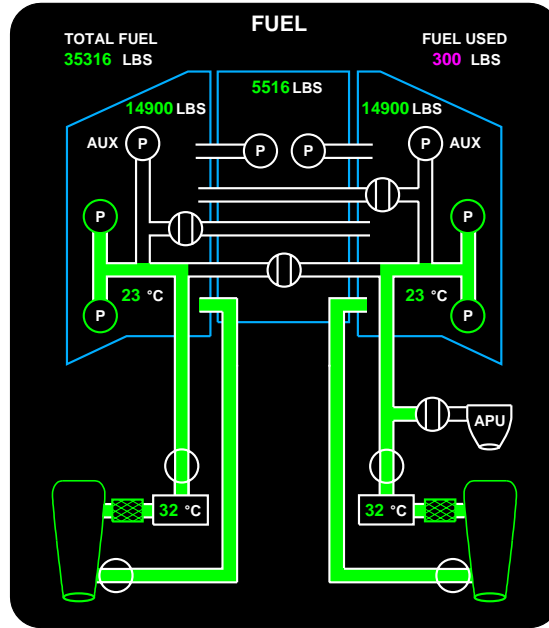 FUEL
TOTAL FUEL
35316 LBS
FUEL USED
300 LBS
5516 LBS
14900 LBS
14900 LBS
AUX P
P P
P AUX
P
P
23 °C
23 °C
P
P
APU
32 °C
32 °C